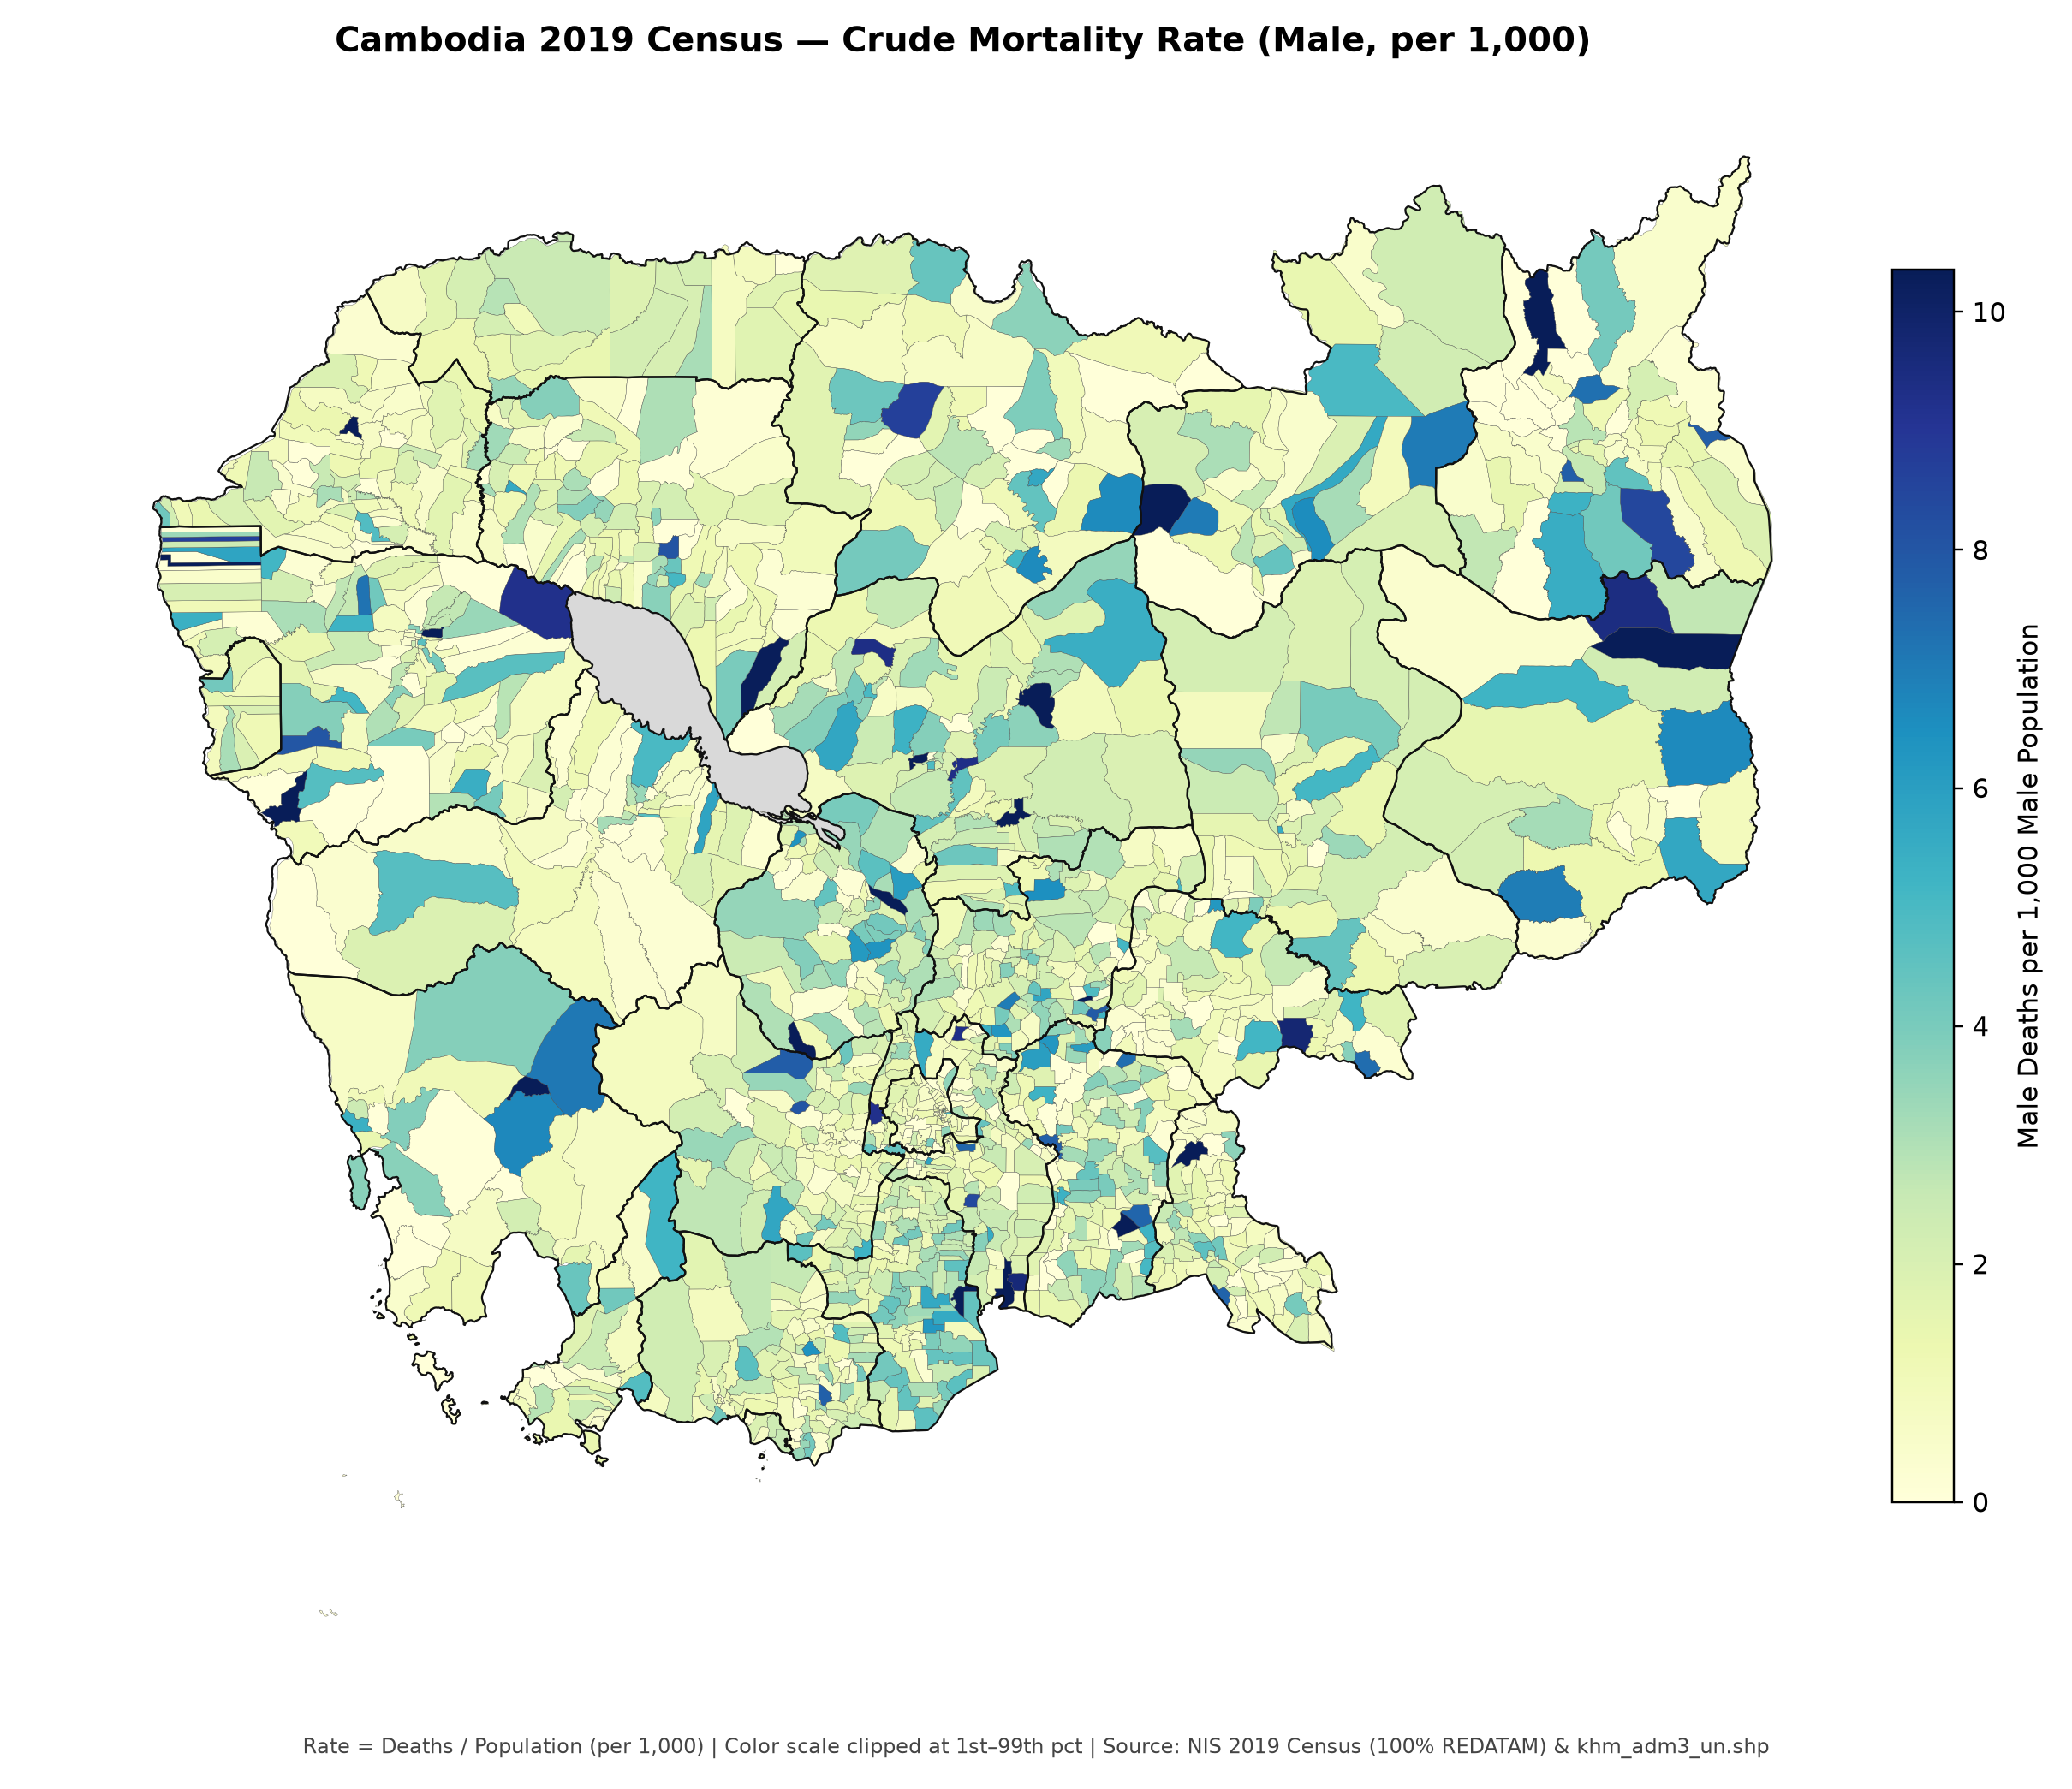 Cambodia 2019 Census — Crude Mortality Rate (Male, per 1,000)
10
8
6
4
2
0
Male Deaths per 1,000 Male Population
Rate = Deaths / Population (per 1,000) | Color scale clipped at 1st–99th pct | Source: NIS 2019 Census (100% REDATAM) & khm_adm3_un.shp